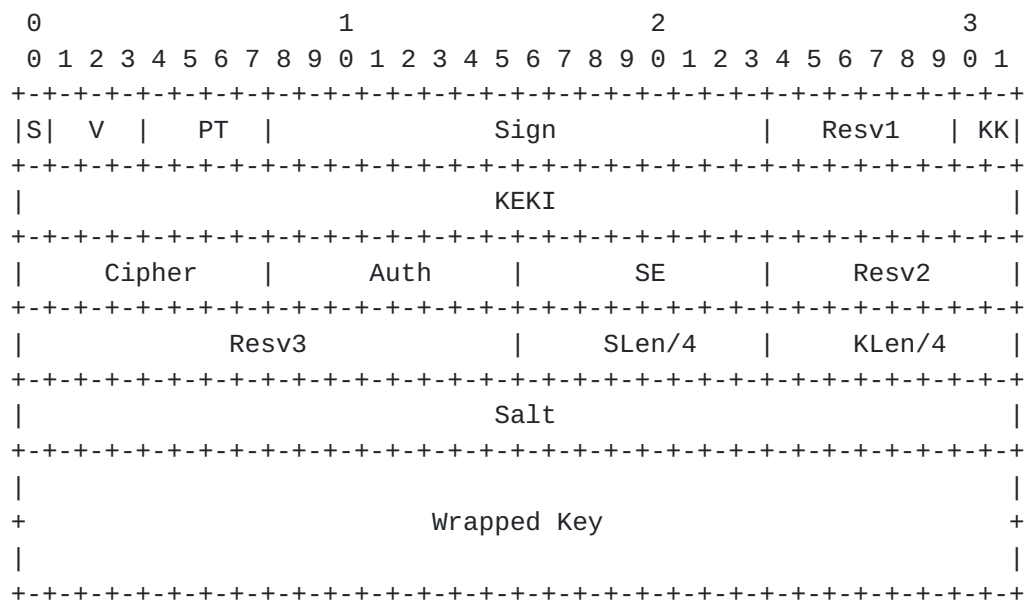 0                   1                   2                   3
 0 1 2 3 4 5 6 7 8 9 0 1 2 3 4 5 6 7 8 9 0 1 2 3 4 5 6 7 8 9 0 1
+-+-+-+-+-+-+-+-+-+-+-+-+-+-+-+-+-+-+-+-+-+-+-+-+-+-+-+-+-+-+-+-+
|S|  V  |   PT  |              Sign             |   Resv1   | KK|
+-+-+-+-+-+-+-+-+-+-+-+-+-+-+-+-+-+-+-+-+-+-+-+-+-+-+-+-+-+-+-+-+
|                              KEKI                             |
+-+-+-+-+-+-+-+-+-+-+-+-+-+-+-+-+-+-+-+-+-+-+-+-+-+-+-+-+-+-+-+-+
|     Cipher    |      Auth     |       SE      |     Resv2     |
+-+-+-+-+-+-+-+-+-+-+-+-+-+-+-+-+-+-+-+-+-+-+-+-+-+-+-+-+-+-+-+-+
|             Resv3             |     SLen/4    |     KLen/4    |
+-+-+-+-+-+-+-+-+-+-+-+-+-+-+-+-+-+-+-+-+-+-+-+-+-+-+-+-+-+-+-+-+
|                              Salt                             |
+-+-+-+-+-+-+-+-+-+-+-+-+-+-+-+-+-+-+-+-+-+-+-+-+-+-+-+-+-+-+-+-+
|                                                               |
+                          Wrapped Key                          +
|                                                               |
+-+-+-+-+-+-+-+-+-+-+-+-+-+-+-+-+-+-+-+-+-+-+-+-+-+-+-+-+-+-+-+-+